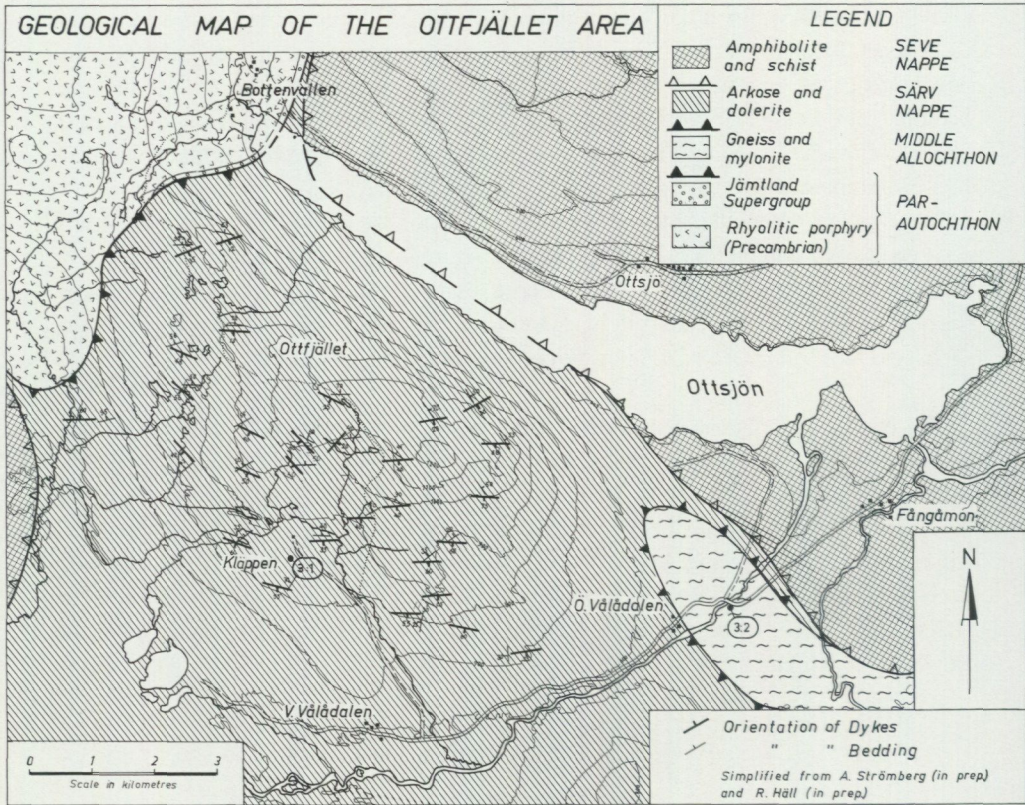 GEOLOGICAL MAP OF THE OTTFJÄLLET AREA
LEGEND
Amphibolite and schist
SEVE NAPPE
Arkose and dolerite
SÄRV NAPPE
Gneiss and mylonite
MIDDLE ALLOCHTHON
Jämtland Supergroup
Rhyolitic porphyry (Precambrian)
PAR-AUTOCHTHON
Bottenvallen
Ottsjö
Ottfjället
Ottsjön
Fångåman
Kläppen
3.1
Ö. Vålådalen
3.2
V. Vålådalen
N
0 1 2 3
Scale in kilometres
Orientation of Dykes
" " Bedding
Simplified from A. Strömberg (in prep.)
and R. Häll (in prep.)